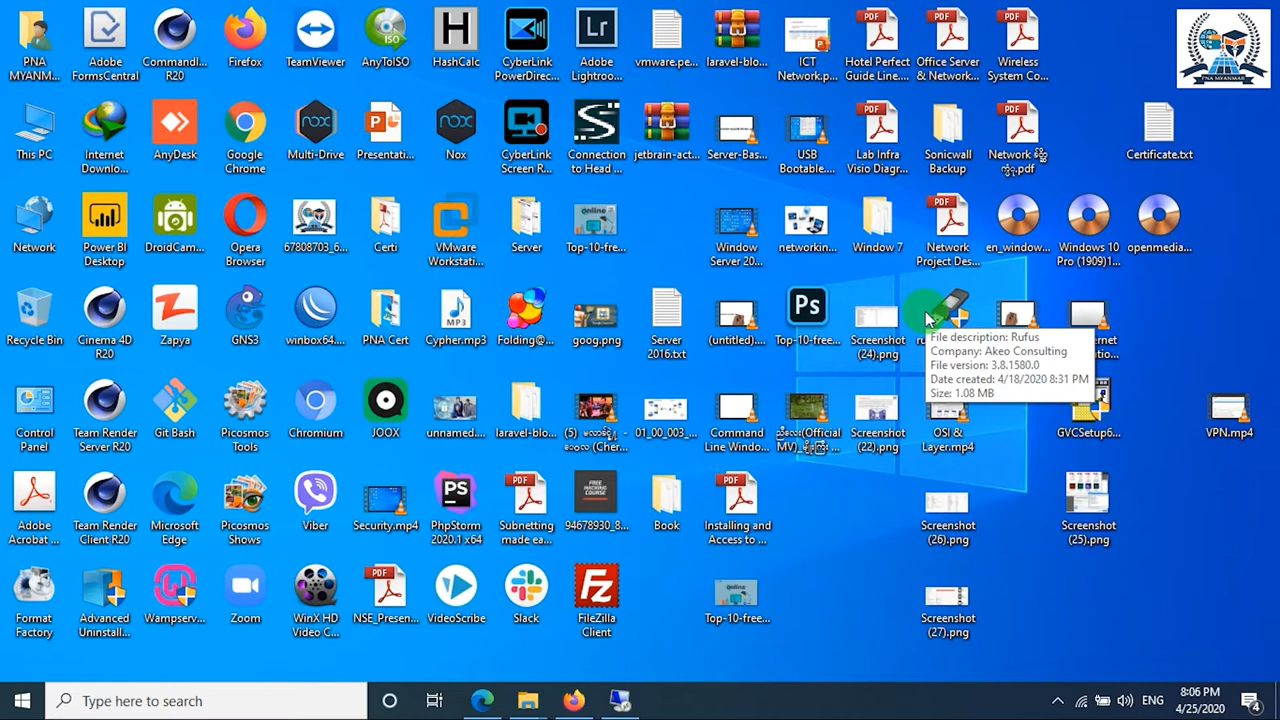 PNA
MYANM...
Adobe
FormsCentral
Commandl...
R20
Firefox
TeamViewer
AnyToISO
HashCalc
CyberLink
PowerDirec...
Adobe
Lightroo...
vmware.pe...
laravel-blo...
ICT
Network.p...
Hotel Perfect
Guide Line....
Office Server
& Network...
Wireless
System Co...
PNA MYANMAR
This PC
Internet
Downlo...
AnyDesk
Google
Chrome
Multi-Drive
Presentati...
Nox
CyberLink
Screen R...
Connection
to Head ...
jetbrain-act...
Server-Bas...
USB
Bootable....
Lab Infra
Visio Diagr...
Sonicwall
Backup
Certificate.txt
Network
Power BI
Desktop
DroidCam...
Opera
Browser
67808703_6...
Certi
VMware
Workstati...
Server
Top-10-fre...
Window
Server 20...
networkin...
Window 7
Network
Project Des...
en_window...
Windows 10
Pro (1909)1...
openmedia...
Recycle Bin
Cinema 4D
R20
Zapya
GNS3
winbox64....
PNA Cert
Cypher.mp3
Folding@...
goog.png
Server
2016.txt
(untitled)....
Top-10-free...
Screenshot
(24).png
File description: Rufus
Company: Akeo Consulting
File version: 3.8.1580.0
Date created: 4/18/2020 8:31 PM
Size: 1.08 MB
Control
Panel
Team Render
Server R20
Git Bash
Picosmos
Tools
Chromium
JOOX
unnamed....
laravel-blo...
01_00_003_...
Command
Line Windo...
Screenshot
(22).png
OSI &
Layer.mp4
GVCSetup6...
VPN.mp4
Adobe
Acrobat ...
Team Render
Client R20
Microsoft
Edge
Picosmos
Shows
Viber
Security.mp4
PhpStorm
2020.1 x64
Subnetting
made ea...
94678930_8...
Book
Installing and
Access to ...
Screenshot
(26).png
Screenshot
(25).png
Format
Factory
Advanced
Uninstall...
Wampserv...
Zoom
WinX HD
Video C...
NSE_Presen...
VideoScribe
Slack
FileZilla
Client
Top-10-free...
Screenshot
(27).png
Type here to search
ENG
8:06 PM
4/25/2020
4